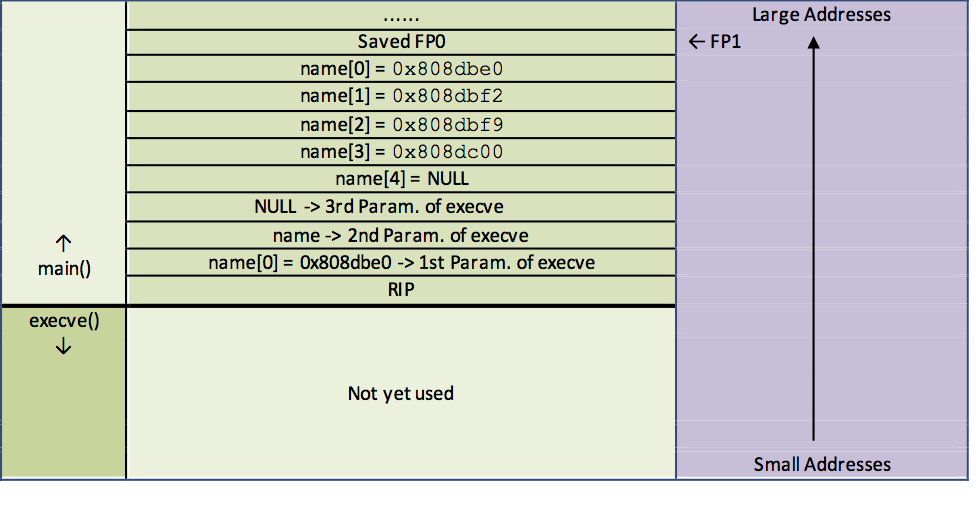 ......
Large Addresses
Saved FP0
← FP1
name[0] = 0x808dbe0
name[1] = 0x808dbf2
name[2] = 0x808dbf9
name[3] = 0x808dc00
name[4] = NULL
NULL -> 3rd Param. of execve
name -> 2nd Param. of execve
↑
main()
name[0] = 0x808dbe0 -> 1st Param. of execve
RIP
execve()
↓
Not yet used
Small Addresses